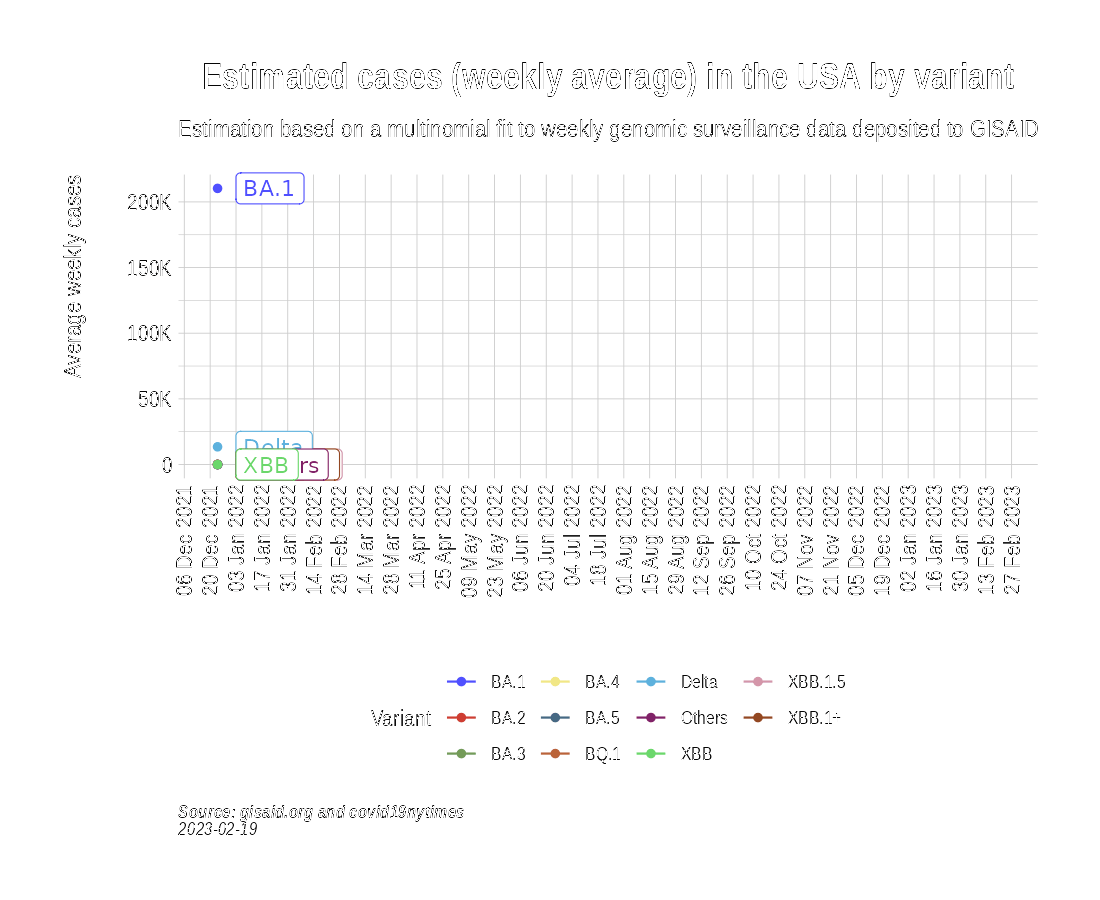 Estimated cases (weekly average) in the USA by variant
Estimation based on a multinomial fit to weekly genomic surveillance data deposited to GISAID
Average weekly cases
200K
150K
100K
50K
0
BA.1
Delta
XBB
rs
06 Dec 2021
20 Dec 2021
03 Jan 2022
17 Jan 2022
31 Jan 2022
14 Feb 2022
28 Feb 2022
14 Mar 2022
28 Mar 2022
11 Apr 2022
25 Apr 2022
09 May 2022
23 May 2022
06 Jun 2022
20 Jun 2022
04 Jul 2022
18 Jul 2022
01 Aug 2022
15 Aug 2022
29 Aug 2022
12 Sep 2022
26 Sep 2022
10 Oct 2022
24 Oct 2022
07 Nov 2022
21 Nov 2022
05 Dec 2022
19 Dec 2022
02 Jan 2023
16 Jan 2023
30 Jan 2023
13 Feb 2023
27 Feb 2023
Variant
BA.1
BA.2
BA.3
BA.4
BA.5
BQ.1
Delta
Others
XBB
XBB.1.5
XBB.1+
Source: gisaid.org and covid19nytimes
2023-02-19